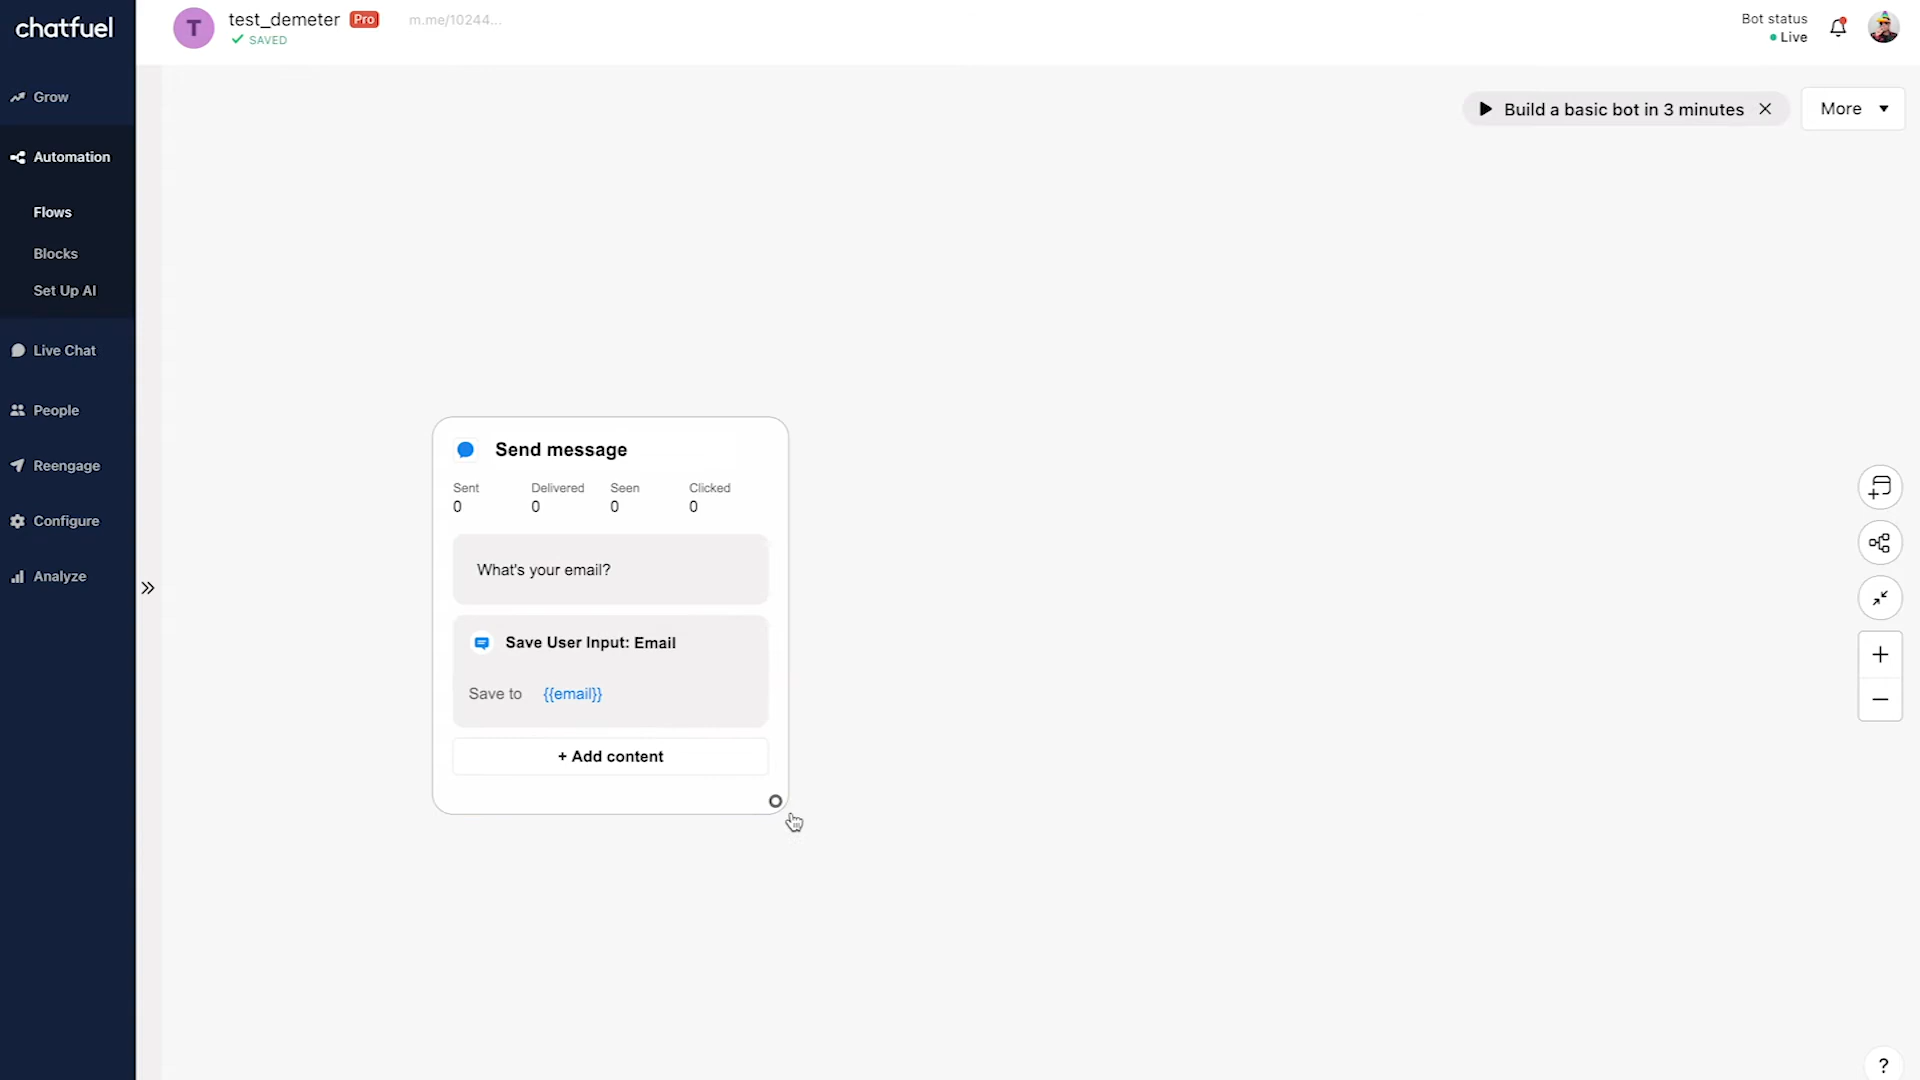 chatfuel
T
test_demeter Pro
m.me/10244...
SAVED
Bot status
Live
Grow
Automation
Flows
Blocks
Set Up AI
Live Chat
People
Reengage
Configure
Analyze
Build a basic bot in 3 minutes
More
Send message
Sent Delivered Seen Clicked
0 0 0 0
What's your email?
Save User Input: Email
Save to {{email}}
+ Add content
?